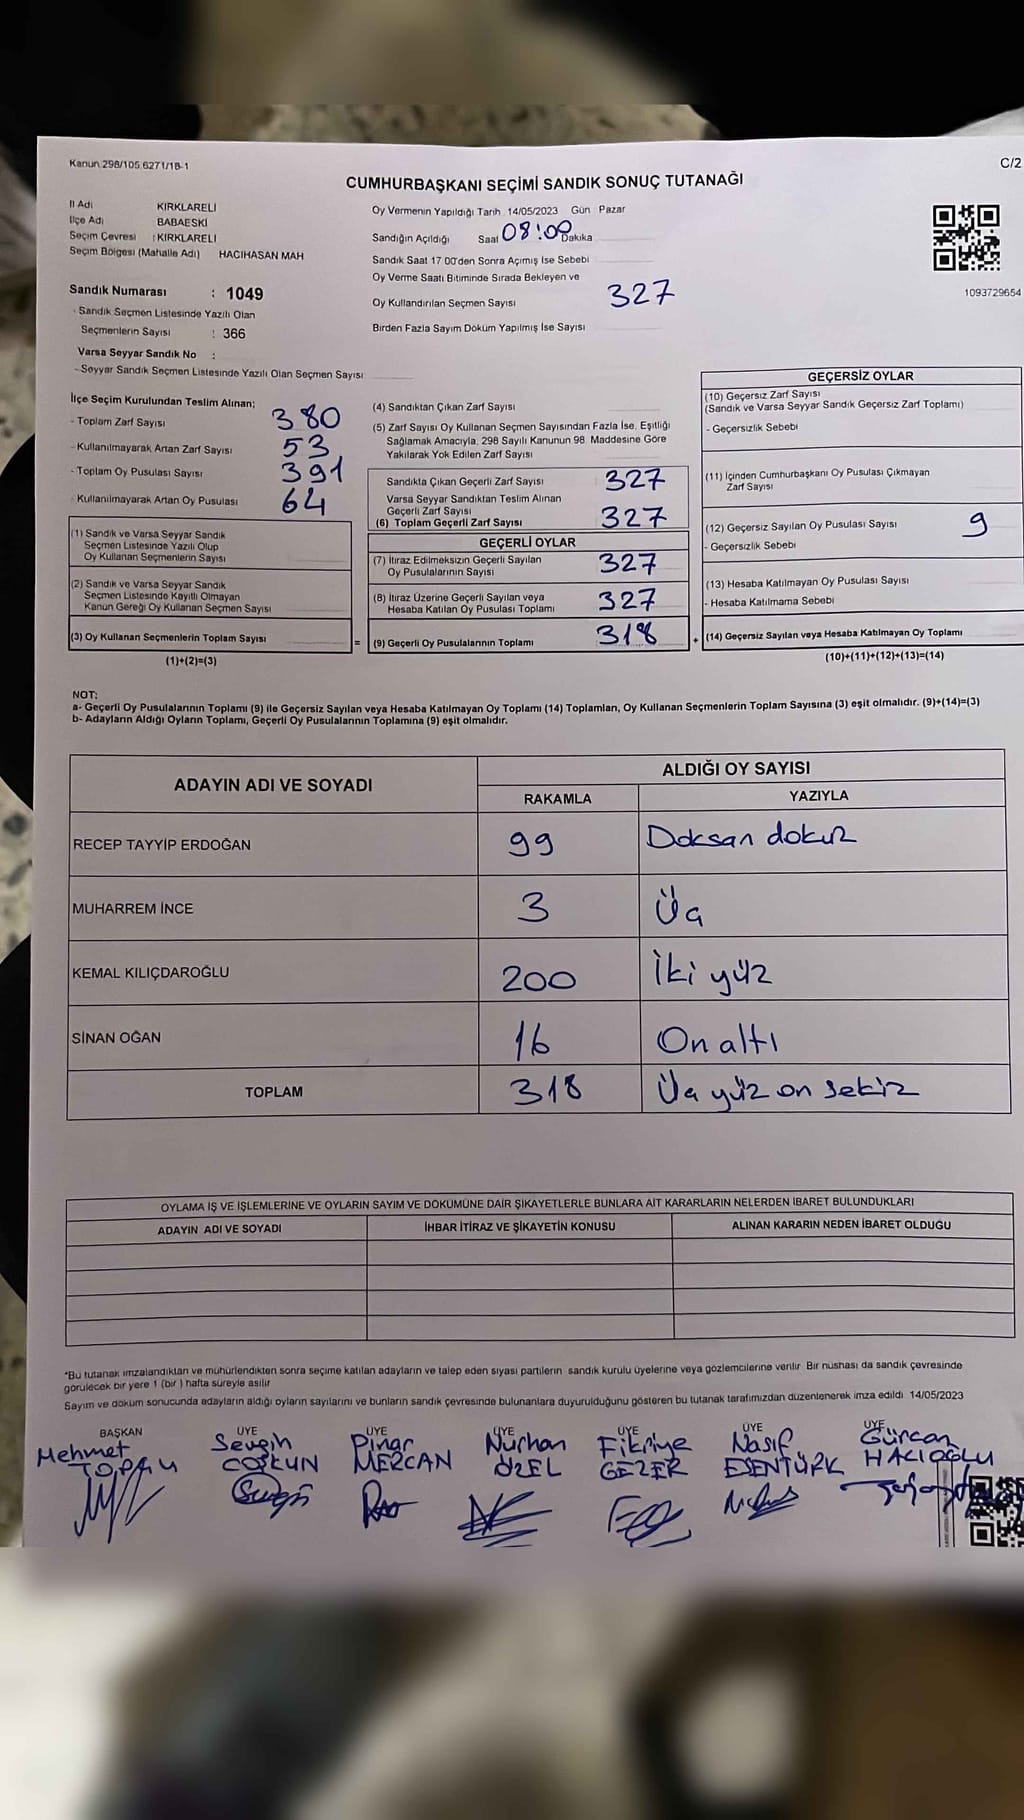 Kanun 298/105 6271/18-1
C/2
CUMHURBAŞKANI SEÇİMİ SANDIK SONUÇ TUTANAĞI
İl Adı KIRKLARELİ
İlçe Adı BABAESKİ
Seçim Çevresi : KIRKLARELİ
Seçim Bölgesi (Mahalle Adı) HACIHASAN MAH
Sandık Numarası : 1049
- Sandık Seçmen Listesinde Yazılı Olan
Seçmenlerin Sayısı : 366
Varsa Seyyar Sandık No :
- Seyyar Sandık Seçmen Listesinde Yazılı Olan Seçmen Sayısı:
Oy Vermenin Yapıldığı Tarih 14/05/2023 Gün Pazar
Sandığın Açıldığı Saat 08:00 Dakika
Sandık Saat 17 00'den Sonra Açımış İse Sebebi
Oy Verme Saati Bitiminde Sırada Bekleyen ve
Oy Kullandırılan Seçmen Sayısı 327
Birden Fazla Sayım Döküm Yapılmış İse Sayısı
1093729654
İlçe Seçim Kurulundan Teslim Alınan;
- Toplam Zarf Sayısı 380
- Kullanılmayarak Artan Zarf Sayısı 53
- Toplam Oy Pusulası Sayısı 391
- Kullanılmayarak Artan Oy Pusulası 64
(1) Sandık ve Varsa Seyyar Sandık
Seçmen Listesinde Yazılı Olup
Oy Kullanan Seçmenlerin Sayısı
(2) Sandık ve Varsa Seyyar Sandık
Seçmen Listesinde Kayıtlı Olmayan
Kanun Gereği Oy Kullanan Seçmen Sayısı
(3) Oy Kullanan Seçmenlerin Toplam Sayısı =
(1)+(2)=(3)
(4) Sandıktan Çıkan Zarf Sayısı
(5) Zarf Sayısı Oy Kullanan Seçmen Sayısından Fazla İse, Eşitliği
Sağlamak Amacıyla, 298 Sayılı Kanunun 98 Maddesine Göre
Yakılarak Yok Edilen Zarf Sayısı
Sandıkta Çıkan Geçerli Zarf Sayısı 327
Varsa Seyyar Sandıktan Teslim Alınan
Geçerli Zarf Sayısı
(6) Toplam Geçerli Zarf Sayısı 327
GEÇERLİ OYLAR
(7) İtiraz Edilmeksizin Geçerli Sayılan
Oy Pusulalarının Sayısı 327
(8) İtiraz Üzerine Geçerli Sayılan veya
Hesaba Katılan Oy Pusulası Toplamı 327
(9) Geçerli Oy Pusulalarının Toplamı 318 +
GEÇERSİZ OYLAR
(10) Geçersiz Zarf Sayısı
(Sandık ve Varsa Seyyar Sandık Geçersiz Zarf Toplamı)
- Geçersizlik Sebebi
(11) İçinden Cumhurbaşkanı Oy Pusulası Çıkmayan
Zarf Sayısı
(12) Geçersiz Sayılan Oy Pusulası Sayısı 9
- Geçersizlik Sebebi
(13) Hesaba Katılmayan Oy Pusulası Sayısı
- Hesaba Katılmama Sebebi
(14) Geçersiz Sayılan veya Hesaba Katılmayan Oy Toplamı
(10)+(11)+(12)+(13)=(14)
NOT:
a- Geçerli Oy Pusulalarının Toplamı (9) ile Geçersiz Sayılan veya Hesaba Katılmayan Oy Toplamı (14) Toplamları, Oy Kullanan Seçmenlerin Toplam Sayısına (3) eşit olmalıdır. (9)+(14)=(3)
b- Adayların Aldığı Oyların Toplamı, Geçerli Oy Pusulalarının Toplamına (9) eşit olmalıdır.
ADAYIN ADI VE SOYADI ALDIĞI OY SAYISI
RAKAMLA YAZIYLA
RECEP TAYYİP ERDOĞAN 99 Doksan dokuz
MUHARREM İNCE 3 Üç
KEMAL KILIÇDAROĞLU 200 İki yüz
SİNAN OĞAN 16 On altı
TOPLAM 318 Üç yüz on sekiz
OYLAMA İŞ VE İŞLEMLERİNE VE OYLARIN SAYIM VE DÖKÜMÜNE DAİR ŞİKAYETLERLE BUNLARA AİT KARARLARIN NELERDEN İBARET BULUNDUKLARI
ADAYIN ADI VE SOYADI İHBAR İTİRAZ VE ŞİKAYETİN KONUSU ALINAN KARARIN NEDEN İBARET OLDUĞU
*Bu tutanak imzalandıktan ve mühürlendikten sonra seçime katılan adayların ve talep eden siyasi partilerin sandık kurulu üyelerine veya gözlemcilerine verilir Bir nüshası da sandık çevresinde
görülecek bir yere 1 (bir ) hafta süreyle asılır
Sayım ve döküm sonucunda adayların aldığı oyların sayılarını ve bunların sandık çevresinde bulunanlara duyurulduğunu gösteren bu tutanak tarafımızdan düzenlenerek imza edildi 14/05/2023
BAŞKAN ÜYE ÜYE ÜYE ÜYE ÜYE ÜYE
Mehmet Sevgin Pınar Nurhan Fikriye Nasıf Gürcan
TOPAU COŞKUN MERCAN ÖZEL GEZER ESENTÜRK HACIOĞLU